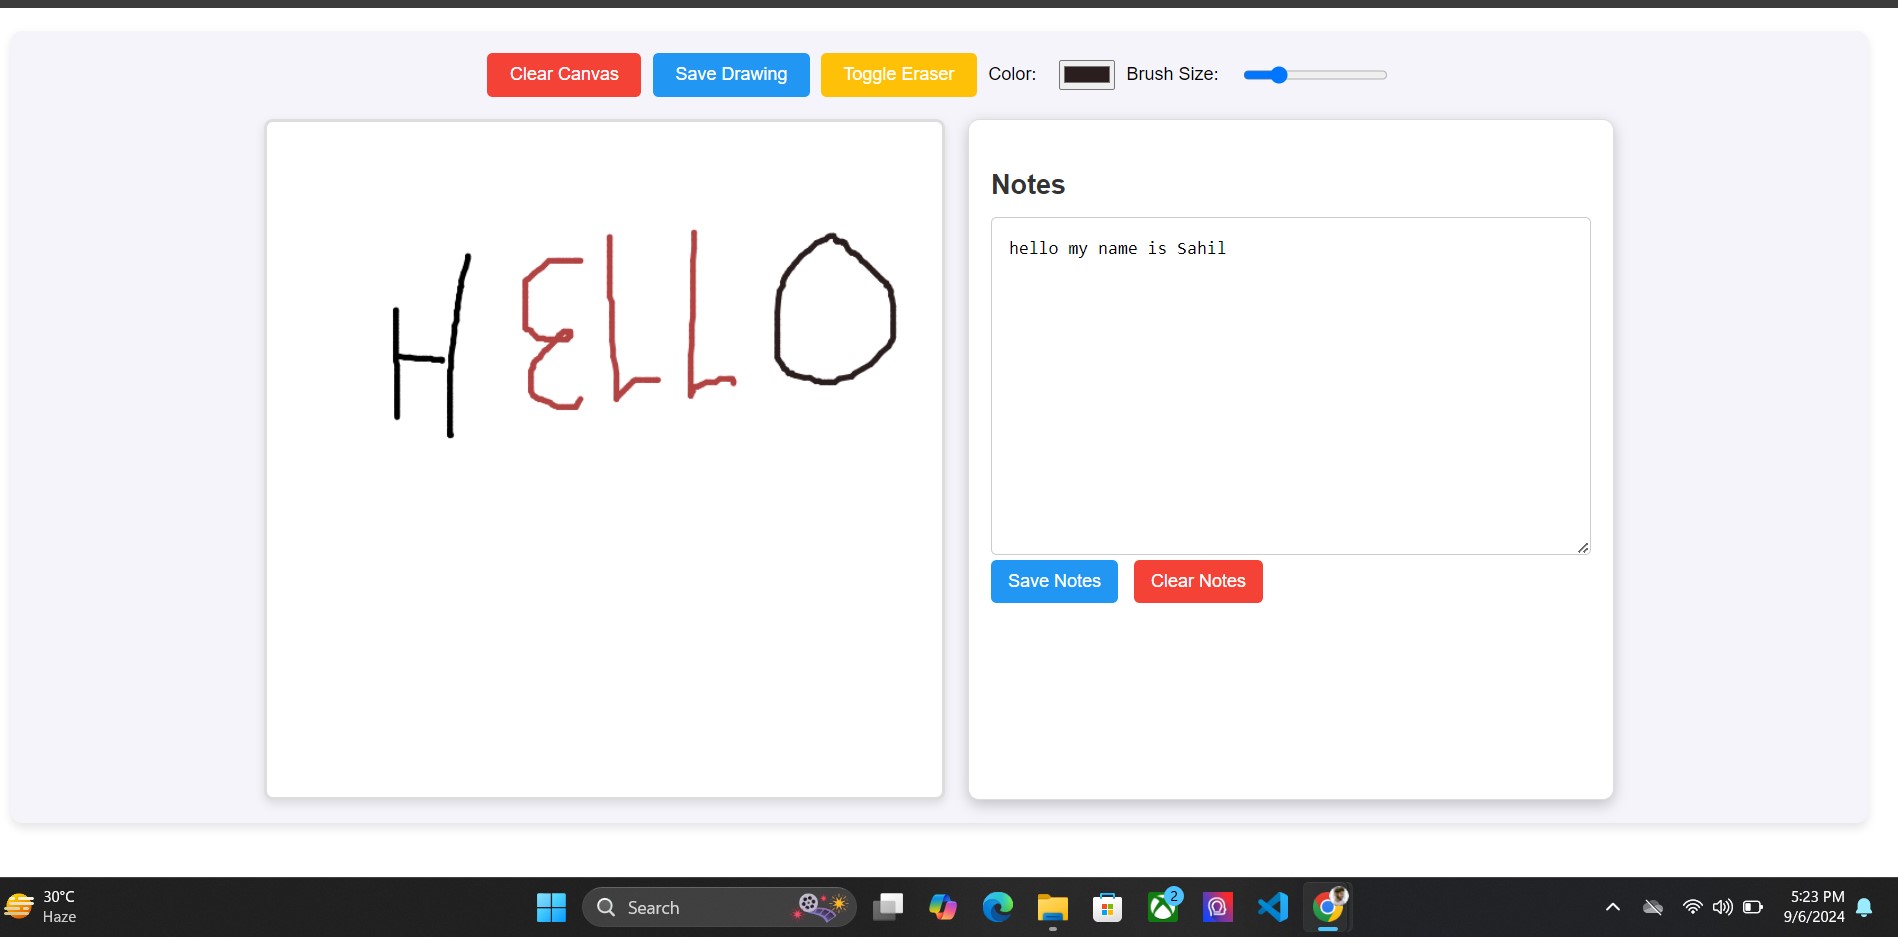 Clear Canvas Save Drawing Toggle Eraser Color: Brush Size:
HELLO
Notes
hello my name is Sahil
Save Notes Clear Notes
30°C
Haze
Search
2
5:23 PM
9/6/2024